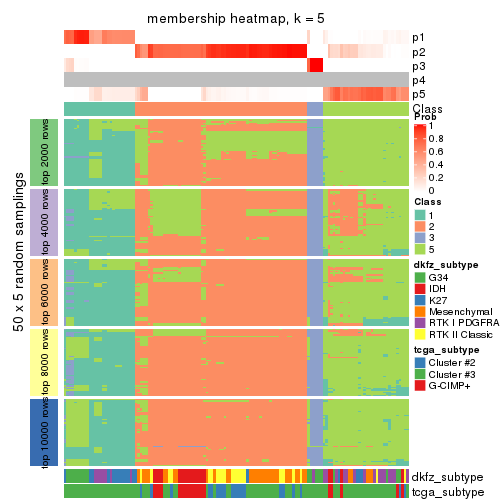 membership heatmap, k = 5
p1
p2
p3
p4
p5
Class
Prob
1
0.8
0.6
0.4
0.2
0
Class
1
2
3
5
dkfz_subtype
G34
IDH
K27
Mesenchymal
RTK I PDGFRA
RTK II Classic
tcga_subtype
Cluster #2
Cluster #3
G-CIMP+
50 x 5 random samplings
top 2000 rows
top 4000 rows
top 6000 rows
top 8000 rows
top 10000 rows
dkfz_subtype
tcga_subtype